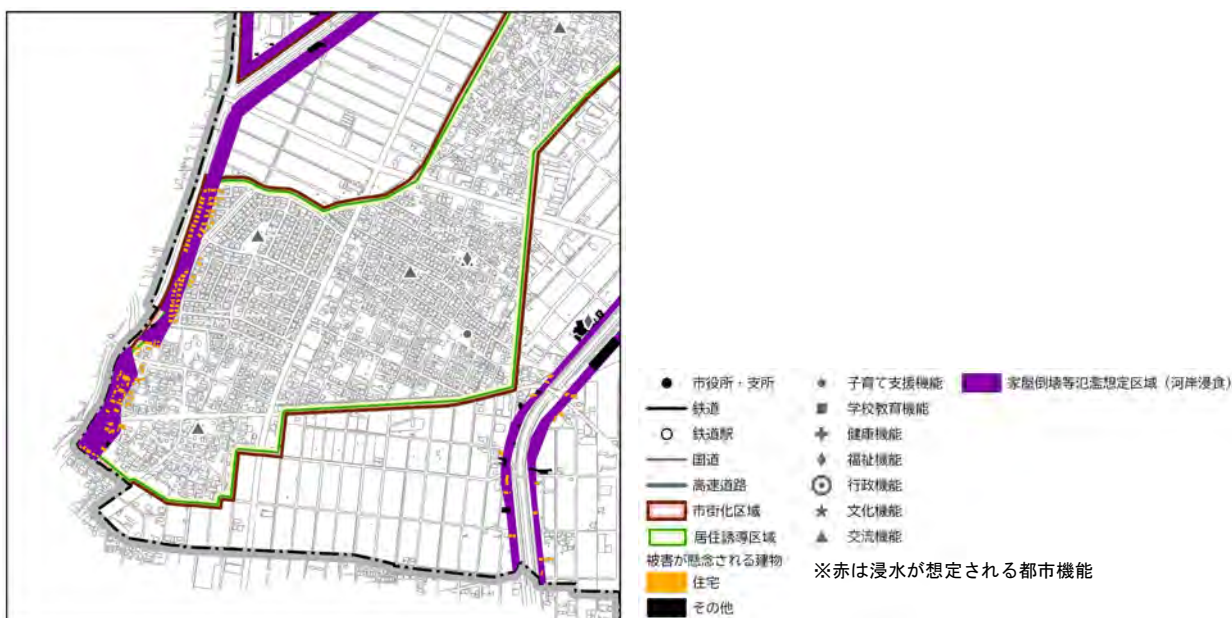 市役所・支所
鉄道
鉄道駅
国道
高速道路
市街化区域
居住誘導区域
被害が懸念される建物
住宅
その他
子育て支援機能
学校教育機能
健康機能
福祉機能
行政機能
文化機能
交流機能
家屋倒壊等氾濫想定区域（河岸浸食）
※赤は浸水が想定される都市機能